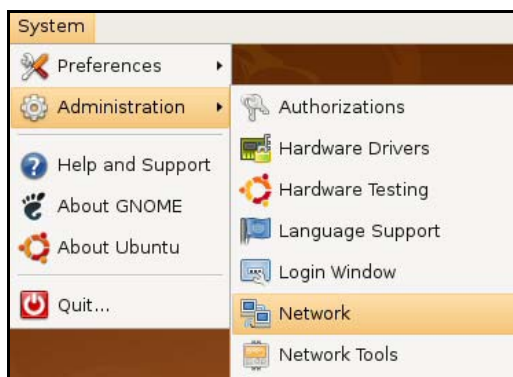 System
Preferences
Administration
Help and Support
About GNOME
About Ubuntu
Quit...
Authorizations
Hardware Drivers
Hardware Testing
Language Support
Login Window
Network
Network Tools